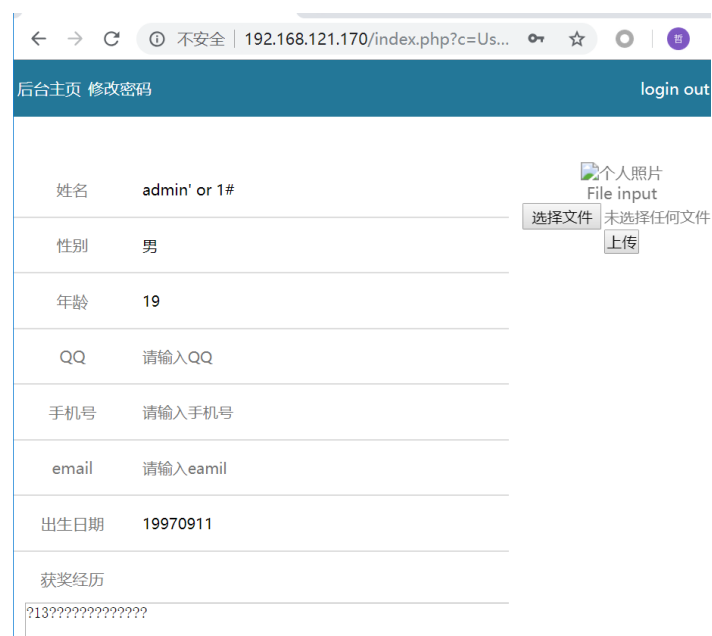 不安全 192.168.121.170/index.php?c=Us...
哲
后台主页 修改密码
login out
姓名 admin' or 1#
个人照片
File input
选择文件 未选择任何文件
上传
性别 男
年龄 19
QQ 请输入QQ
手机号 请输入手机号
email 请输入eamil
出生日期 19970911
获奖经历
?13?????????????